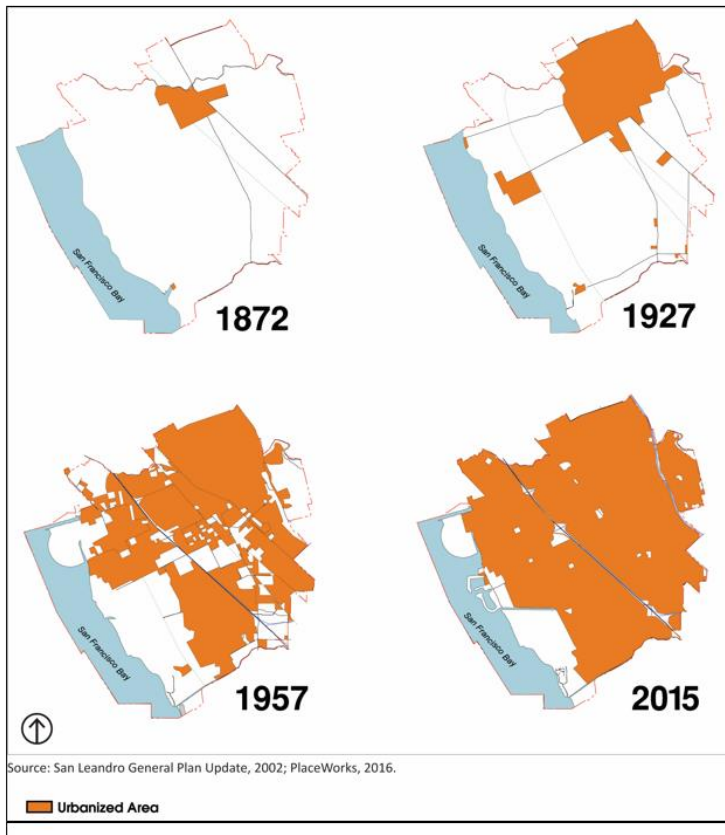 San Francisco Bay
1872
San Francisco Bay
1927
San Francisco Bay
1957
San Francisco Bay
2015
Source: San Leandro General Plan Update, 2002; PlaceWorks, 2016.
Urbanized Area